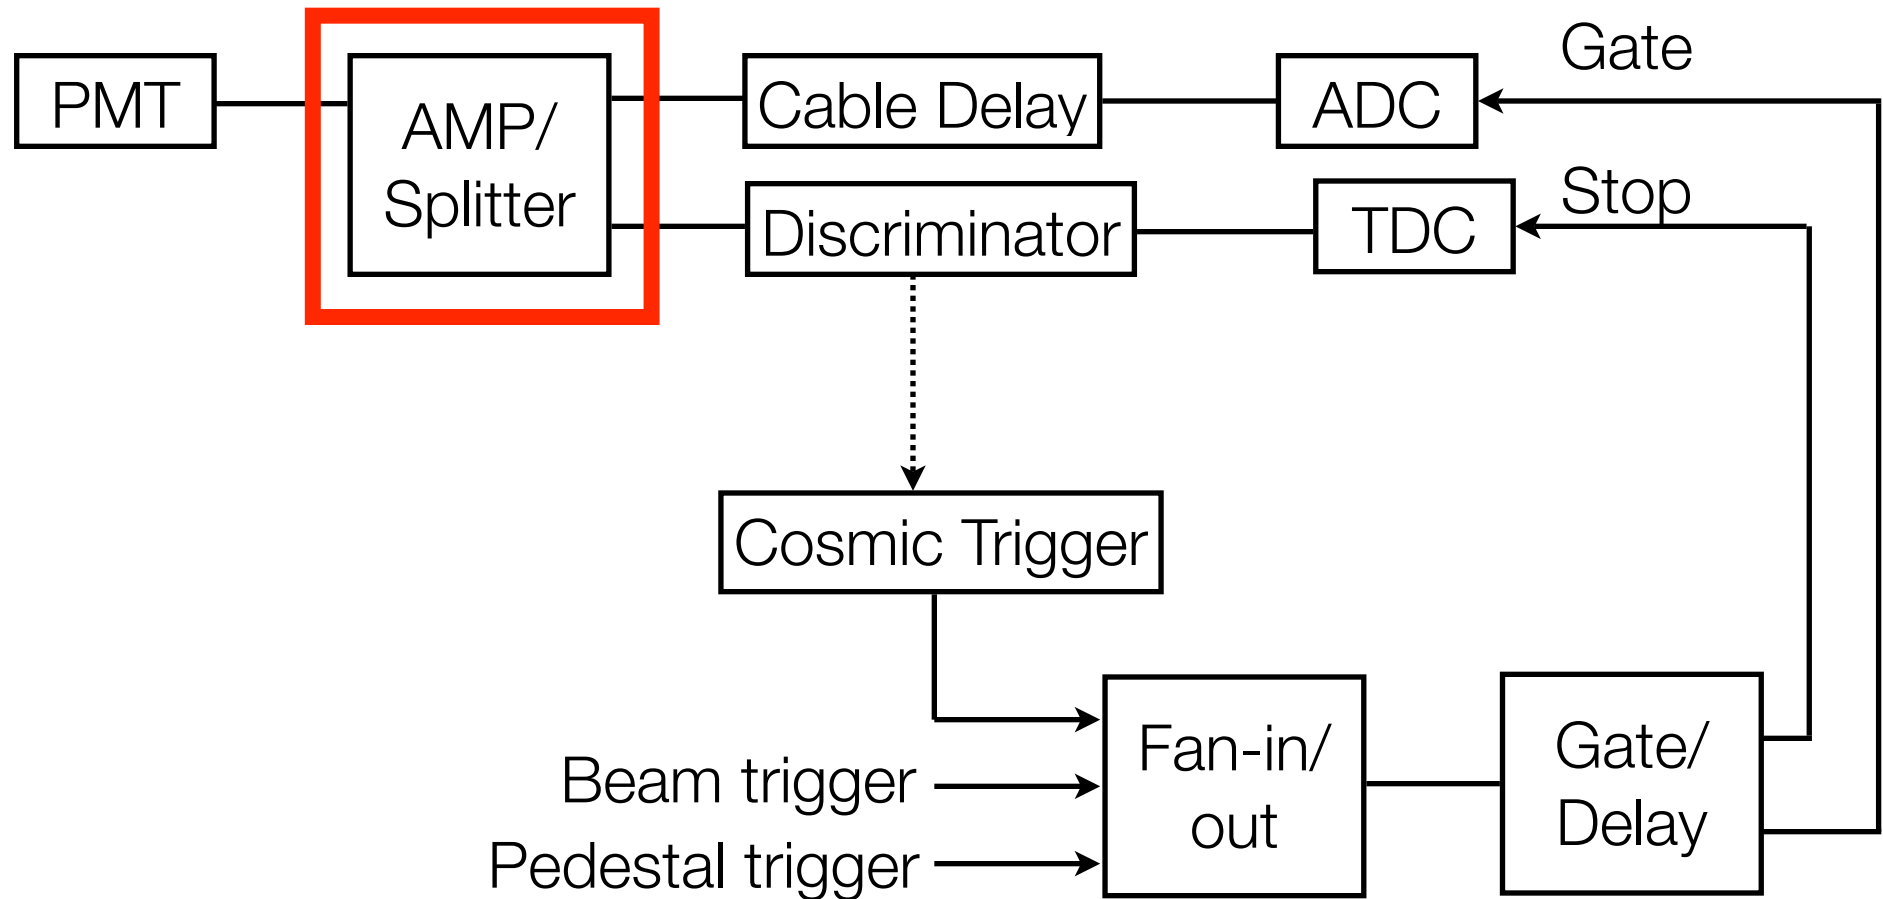 PMT
AMP/
Splitter
Cable Delay
ADC
Gate
Discriminator
TDC
Stop
Cosmic Trigger
Beam trigger
Pedestal trigger
Fan-in/
out
Gate/
Delay